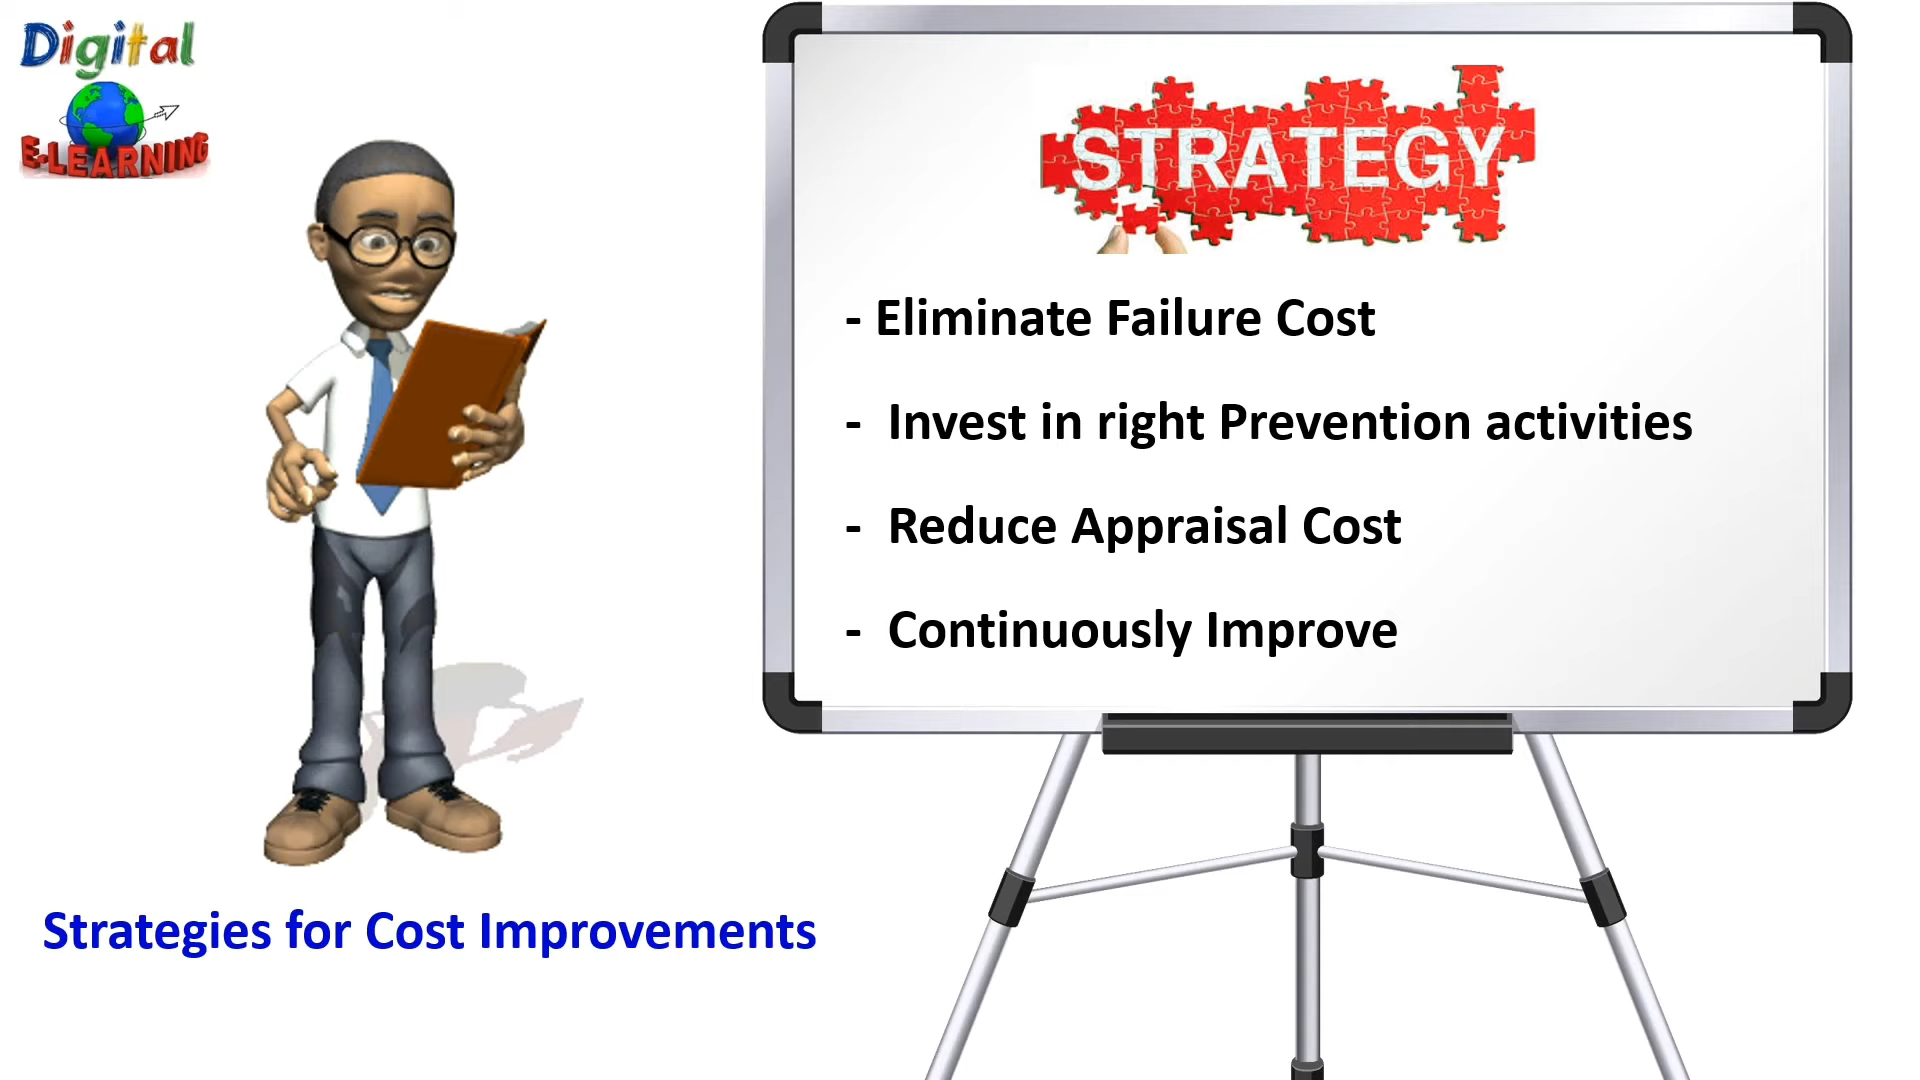 Digital
E-LEARNING
STRATEGY
- Eliminate Failure Cost
- Invest in right Prevention activities
- Reduce Appraisal Cost
- Continuously Improve
Strategies for Cost Improvements